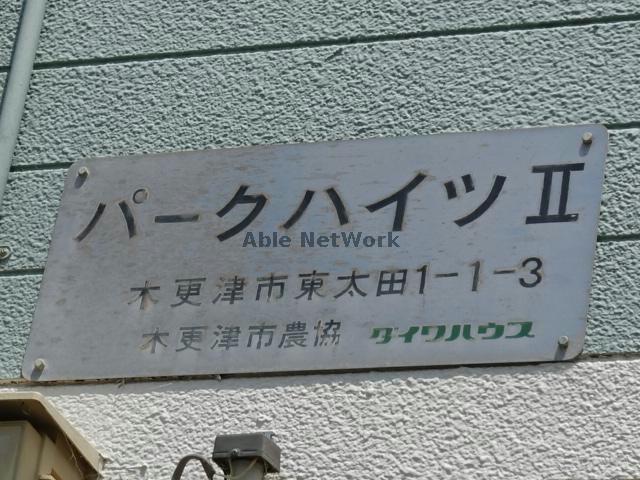 パークハイツⅡ
Able NetWork
木更津市東太田1-1-3
木更津市農協 ダイワハウス